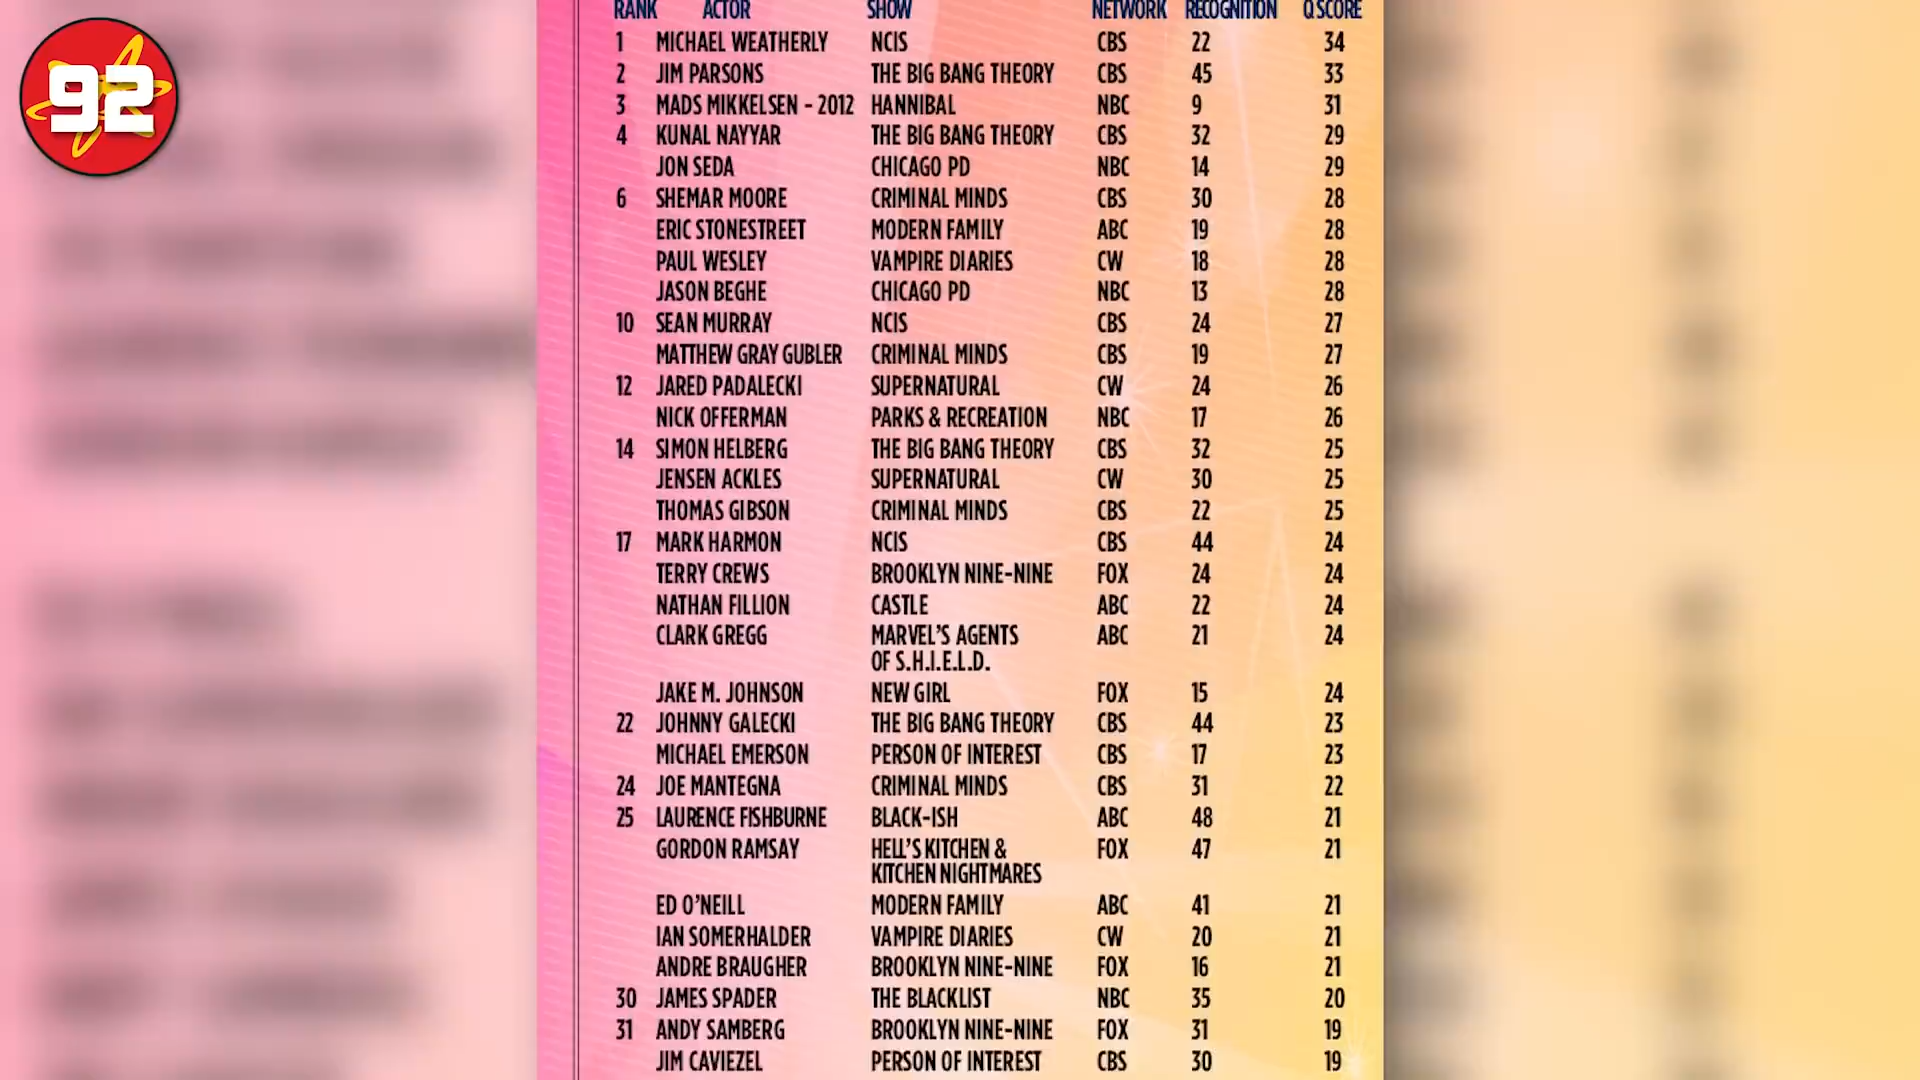 92
RANK ACTOR SHOW NETWORK RECOGNITION Q SCORE
1 MICHAEL WEATHERLY NCIS CBS 22 34
2 JIM PARSONS THE BIG BANG THEORY CBS 45 33
3 MADS MIKKELSEN - 2012 HANNIBAL NBC 9 31
4 KUNAL NAYYAR THE BIG BANG THEORY CBS 32 29
JON SEDA CHICAGO PD NBC 14 29
6 SHEMAR MOORE CRIMINAL MINDS CBS 30 28
ERIC STONESTREET MODERN FAMILY ABC 19 28
PAUL WESLEY VAMPIRE DIARIES CW 18 28
JASON BEGHE CHICAGO PD NBC 13 28
10 SEAN MURRAY NCIS CBS 24 27
MATTHEW GRAY GUBLER CRIMINAL MINDS CBS 19 27
12 JARED PADALECKI SUPERNATURAL CW 24 26
NICK OFFERMAN PARKS & RECREATION NBC 17 26
14 SIMON HELBERG THE BIG BANG THEORY CBS 32 25
JENSEN ACKLES SUPERNATURAL CW 30 25
THOMAS GIBSON CRIMINAL MINDS CBS 22 25
17 MARK HARMON NCIS CBS 44 24
TERRY CREWS BROOKLYN NINE-NINE FOX 24 24
NATHAN FILLION CASTLE ABC 22 24
CLARK GREGG MARVEL'S AGENTS ABC 21 24
OF S.H.I.E.L.D.
JAKE M. JOHNSON NEW GIRL FOX 15 24
22 JOHNNY GALECKI THE BIG BANG THEORY CBS 44 23
MICHAEL EMERSON PERSON OF INTEREST CBS 17 23
24 JOE MANTEGNA CRIMINAL MINDS CBS 31 22
25 LAURENCE FISHBURNE BLACK-ISH ABC 48 21
GORDON RAMSAY HELL'S KITCHEN & FOX 47 21
KITCHEN NIGHTMARES
ED O'NEILL MODERN FAMILY ABC 41 21
IAN SOMERHALDER VAMPIRE DIARIES CW 20 21
ANDRE BRAUGHER BROOKLYN NINE-NINE FOX 16 21
30 JAMES SPADER THE BLACKLIST NBC 35 20
31 ANDY SAMBERG BROOKLYN NINE-NINE FOX 31 19
JIM CAVIEZEL PERSON OF INTEREST CBS 30 19